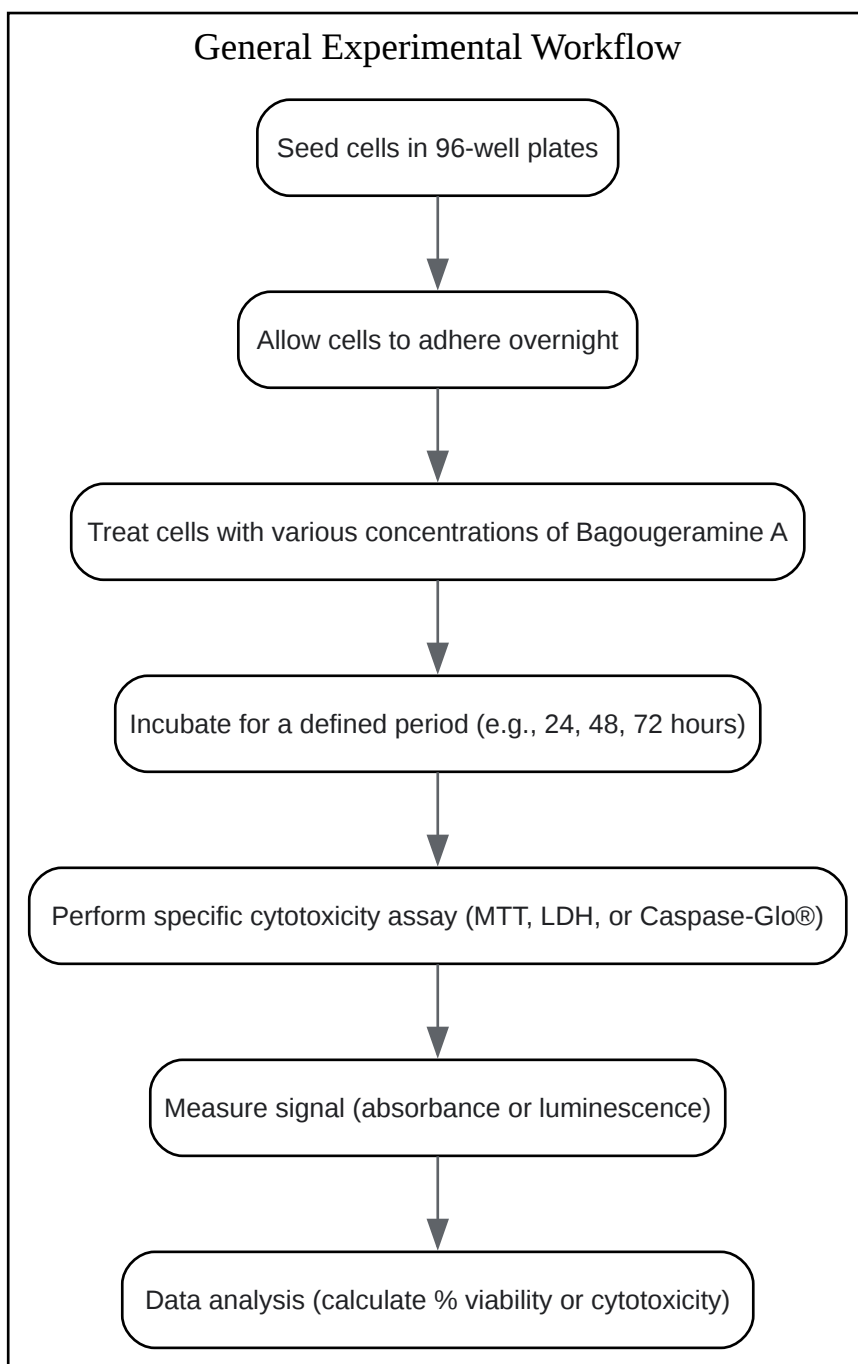 General Experimental Workflow
Seed cells in 96-well plates
Allow cells to adhere overnight
Treat cells with various concentrations of Bagougeramine A
Incubate for a defined period (e.g., 24, 48, 72 hours)
Perform specific cytotoxicity assay (MTT, LDH, or Caspase-Glo®)
Measure signal (absorbance or luminescence)
Data analysis (calculate % viability or cytotoxicity)